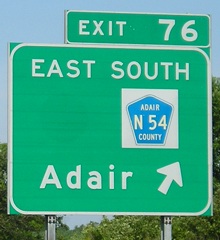 EXIT 76
EAST SOUTH
ADAIR
N 54
COUNTY
Adair